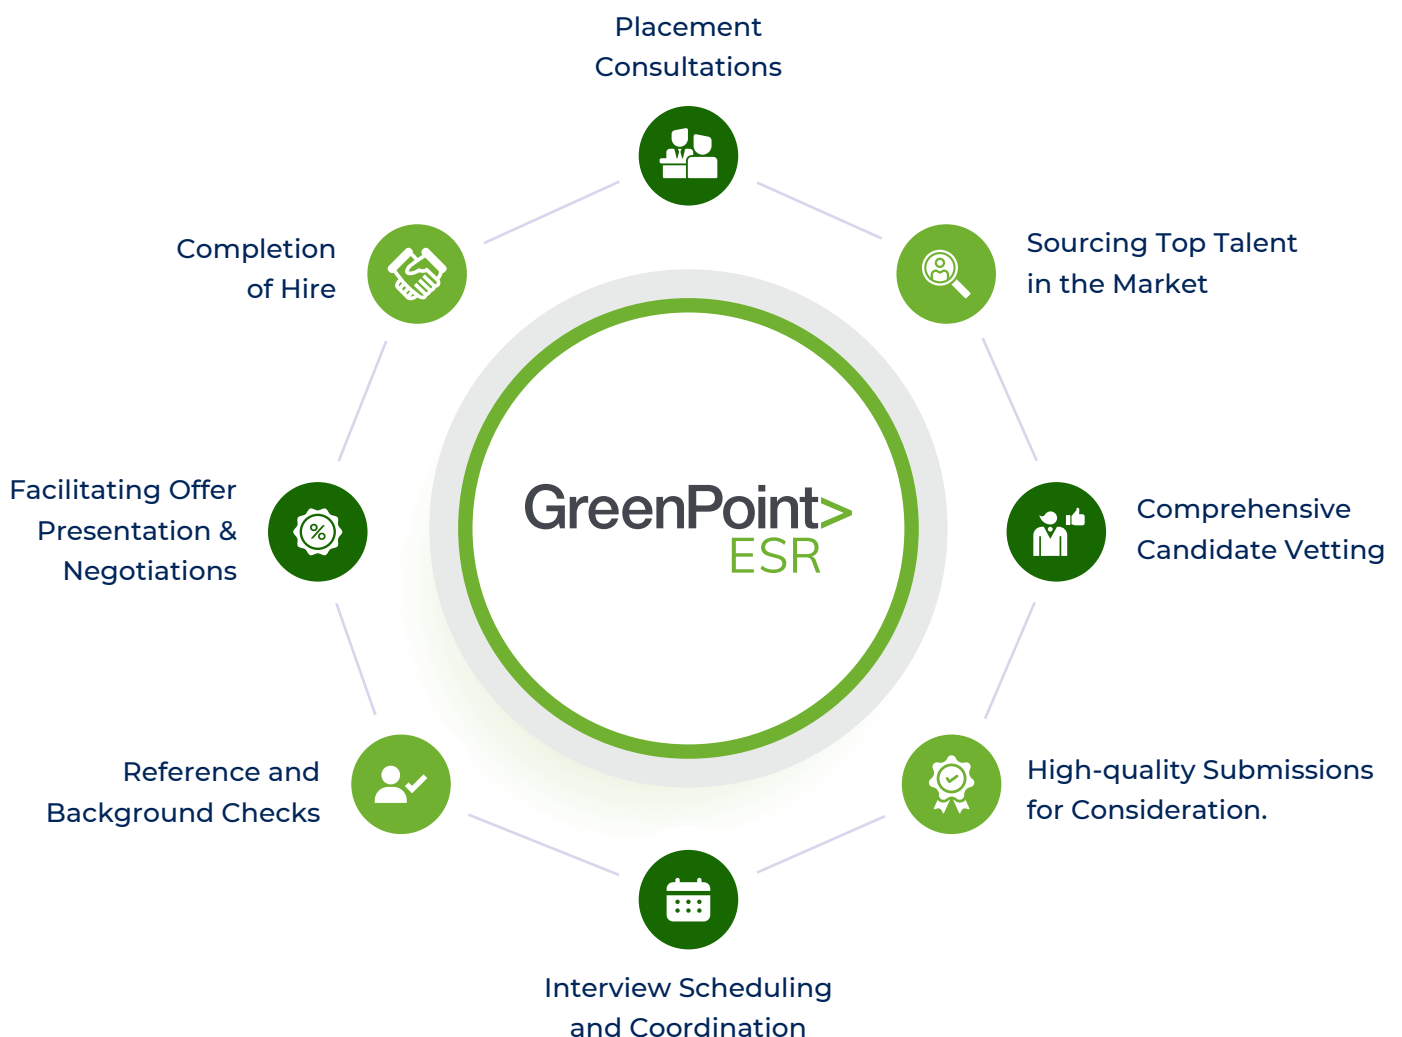 Placement
Consultations
Sourcing Top Talent
in the Market
Comprehensive
Candidate Vetting
High-quality Submissions
for Consideration.
Interview Scheduling
and Coordination
Reference and
Background Checks
Facilitating Offer
Presentation &
Negotiations
%
Completion
of Hire
GreenPoint>
ESR